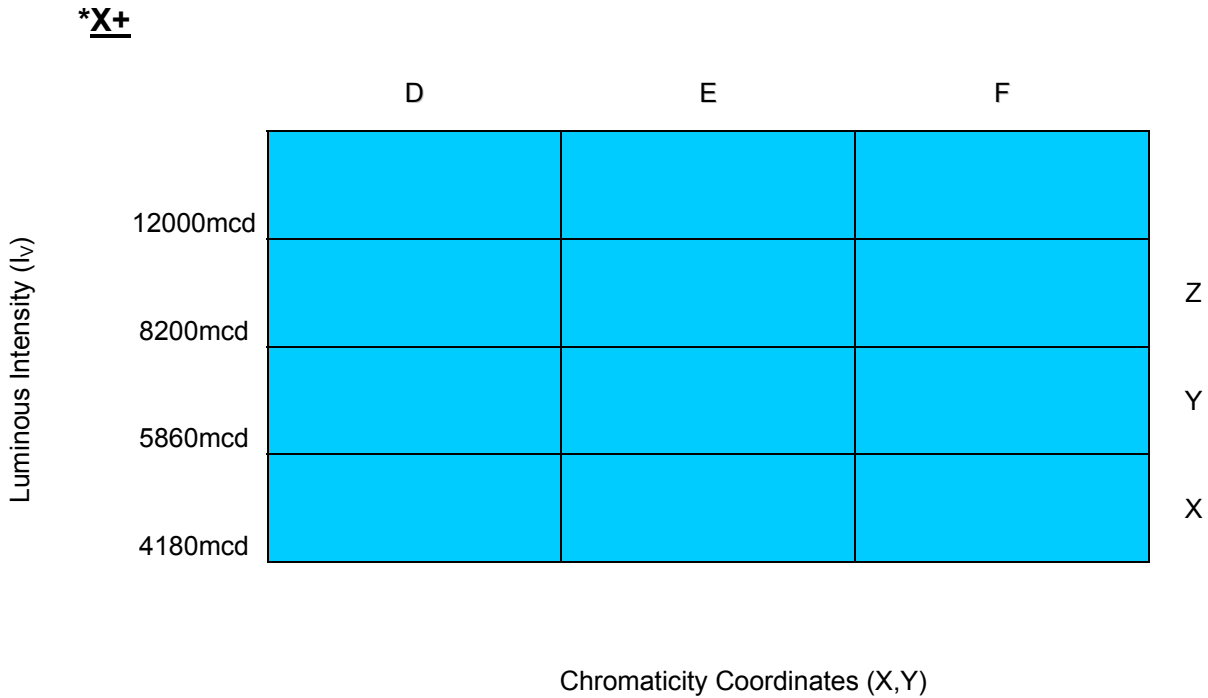 *X+
D E F
12000mcd
Z
8200mcd
Y
5860mcd
X
4180mcd
Luminous Intensity (IV)
Chromaticity Coordinates (X,Y)